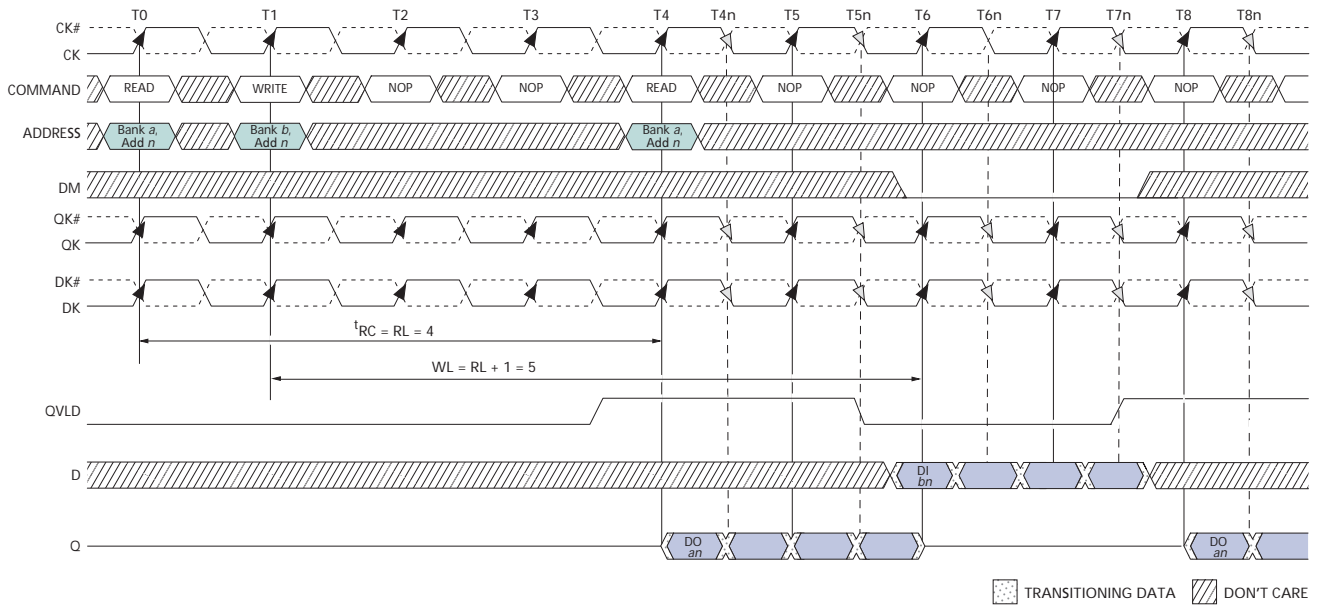 T0 T1 T2 T3 T4 T4n T5 T5n T6 T6n T7 T7n T8 T8n
CK#
CK
COMMAND READ WRITE NOP NOP READ NOP NOP NOP NOP
ADDRESS Bank a, Bank b, Bank a,
Add n Add n Add n
DM
QK#
QK
DK#
DK
tRC = RL = 4
WL = RL + 1 = 5
QVLD
D DI
bn
Q DO DO
an an
TRANSITIONING DATA DON'T CARE